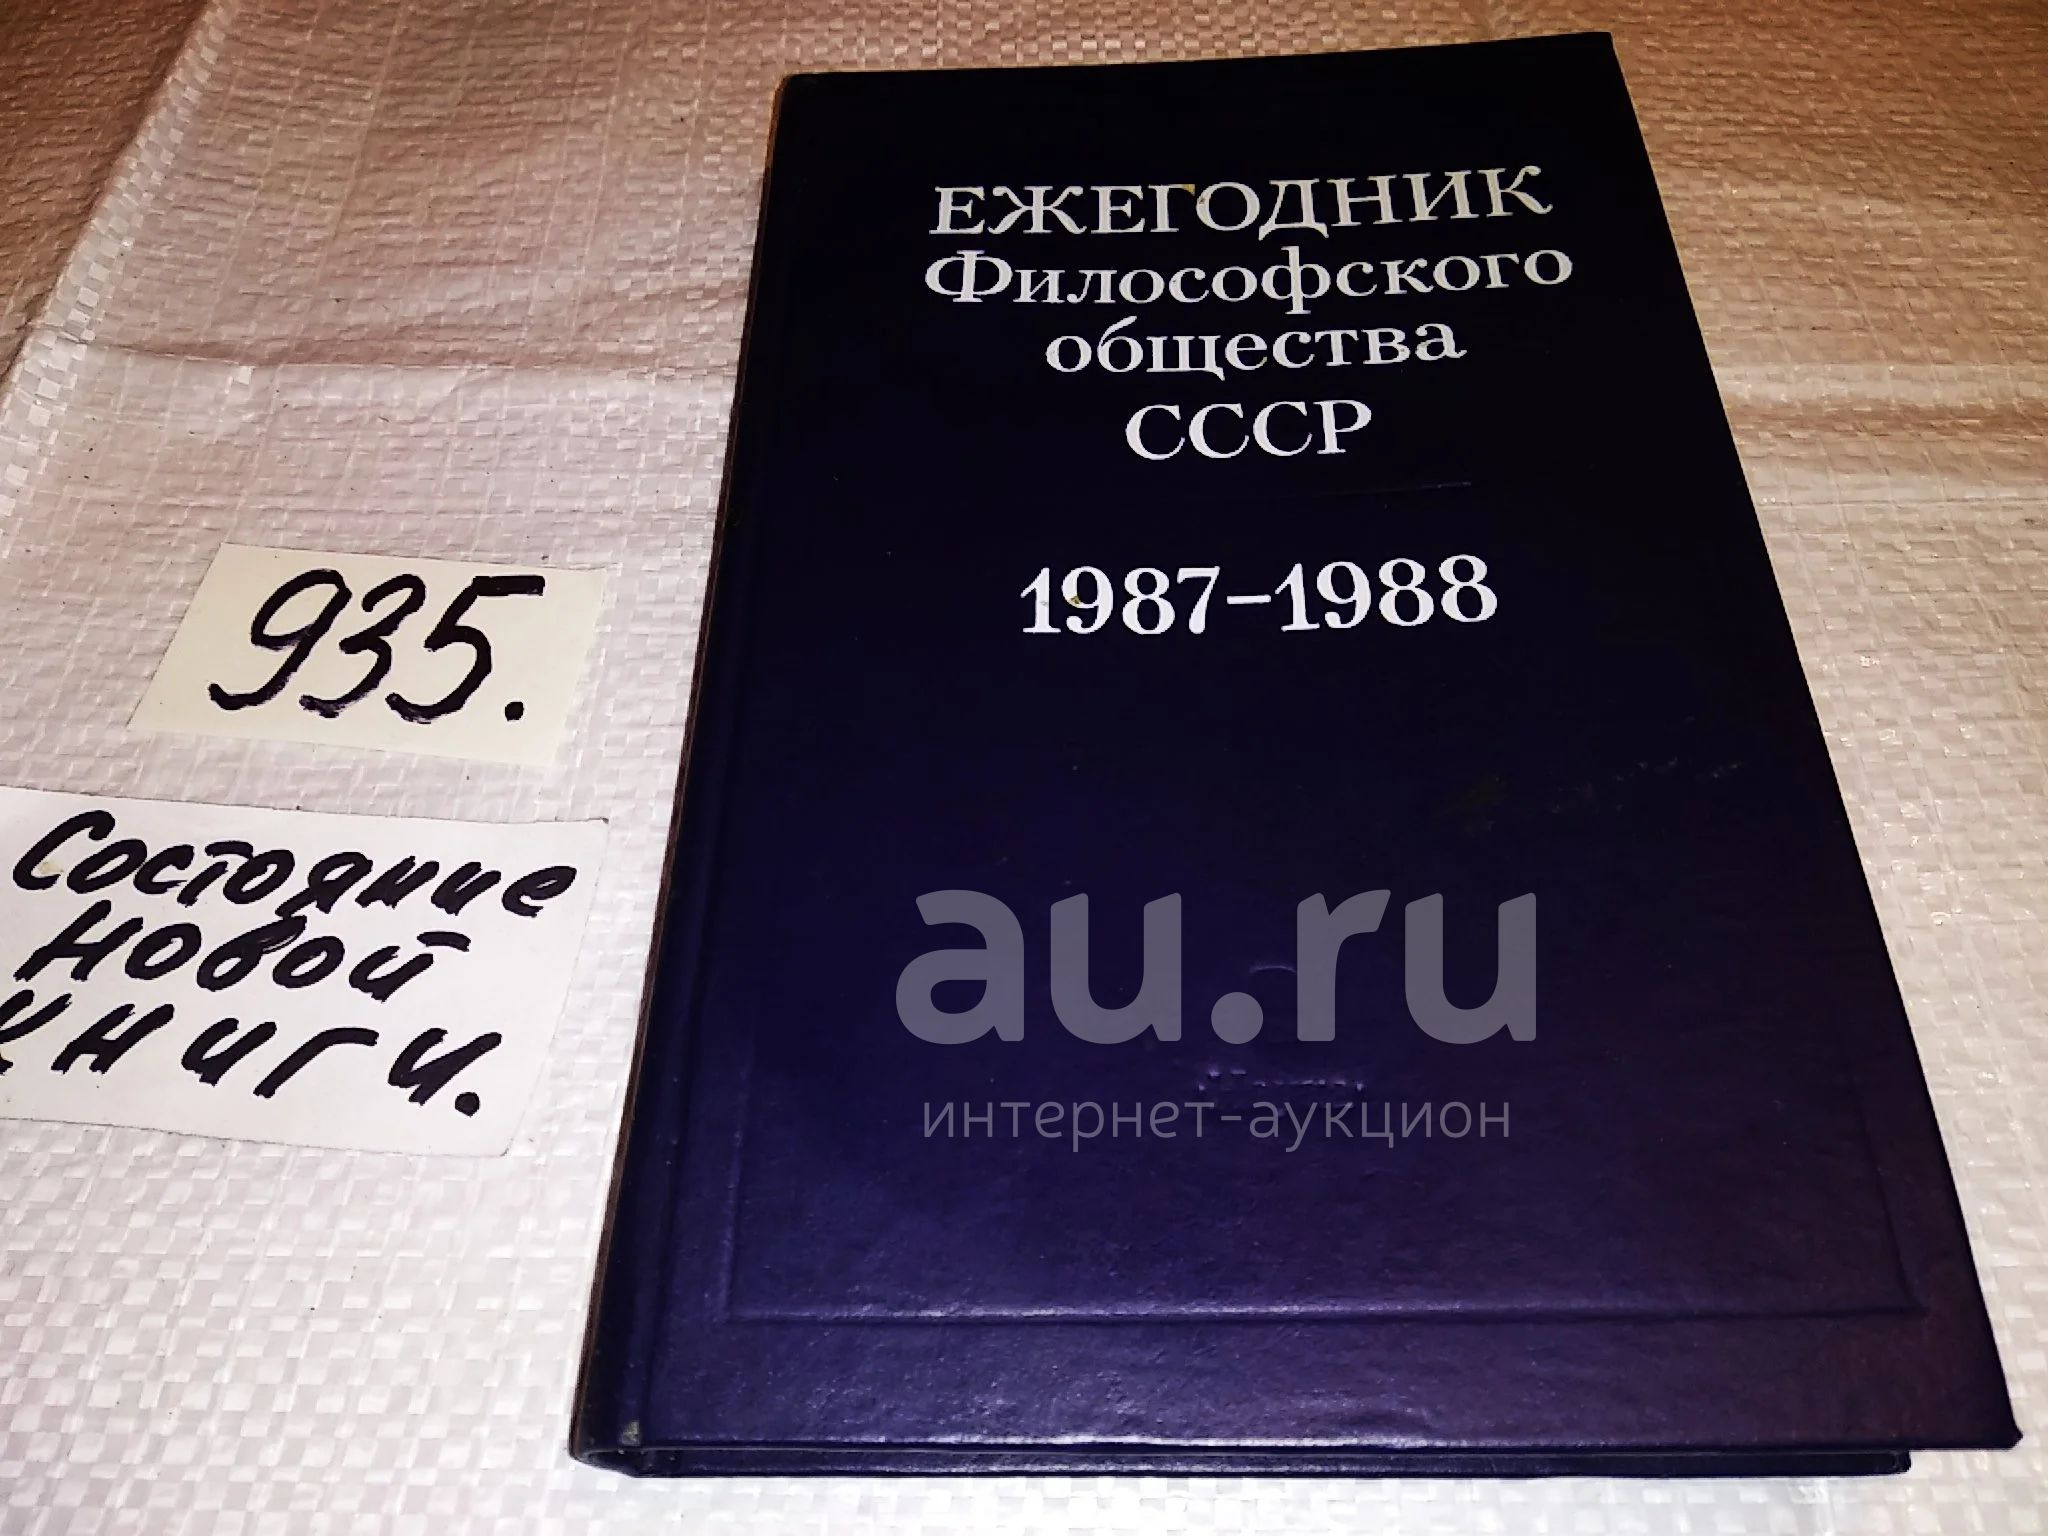 ЕЖЕГОДНИК
Философского
общества
СССР
1987-1988
935.
Состояние
новой
книги.
au.ru
интернет-аукцион